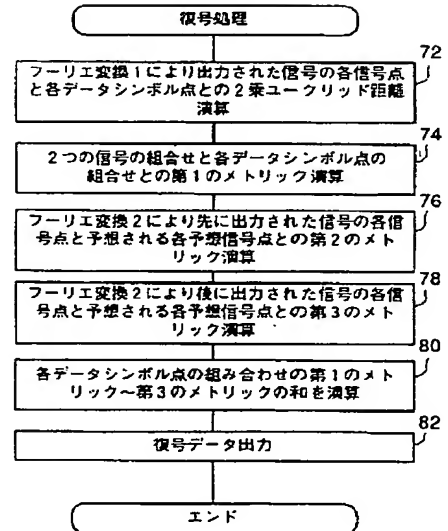 復号処理
72
フーリエ変換1により出力された信号の各信号点
と各データシンボル点との2乗ユークリッド距離
演算
74
2つの信号の組合せと各データシンボル点の
組合せとの第1のメトリック演算
76
フーリエ変換2により先に出力された信号の各信
号点と予想される各予想信号点との第2のメト
リック演算
78
フーリエ変換2により後に出力された信号の各信
号点と予想される各予想信号点との第3のメト
リック演算
80
各データシンボル点の組み合わせの第1のメト
リック～第3のメトリックの和を演算
82
復号データ出力
エンド